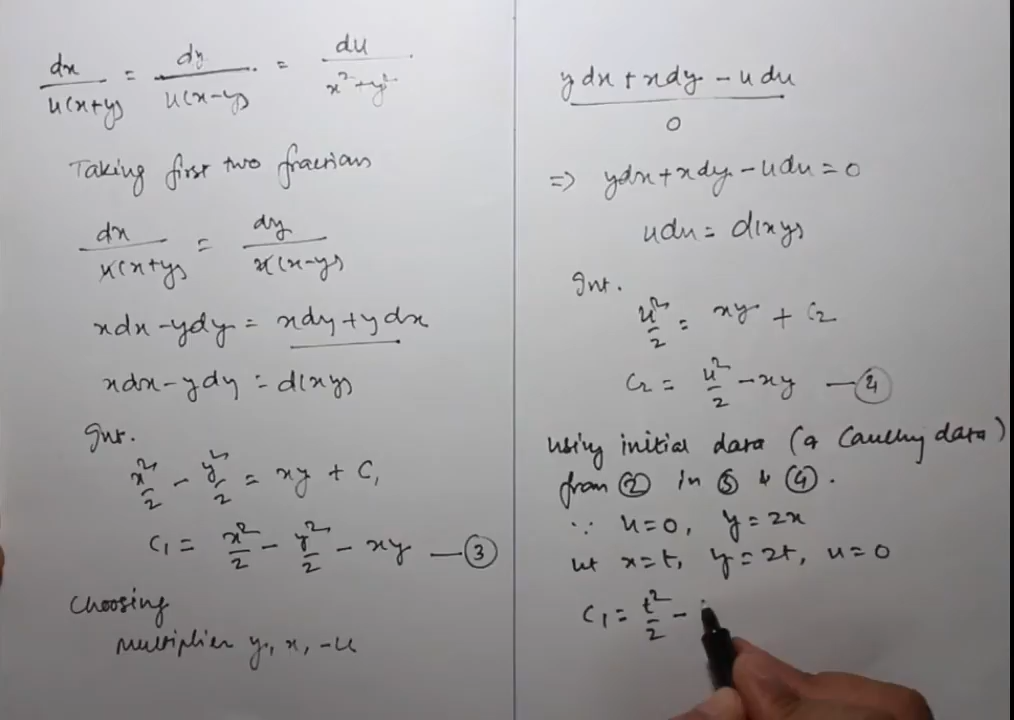 dx/u(x+y) = dy/u(x-y) = du/x²+y²
Taking first two fractions
dx/u(x+y) = dy/u(x-y)
xdx - ydy = xdy + ydx
xdx - ydy = d(xy)
Int.
x²/2 - y²/2 = xy + C₁
C₁ = x²/2 - y²/2 - xy — ③
Choosing
multiplier y, x, -u
ydx + xdy - udu/0
⇒ ydx + xdy - udu = 0
udu = d(xy)
Int.
u²/2 = xy + C₂
C₂ = u²/2 - xy — ④
using initial data (or Cauchy data)
from ② in ③ & ④.
∵ u=0, y=2x
let x=t, y=2t, u=0
C₁ = t²/2 -